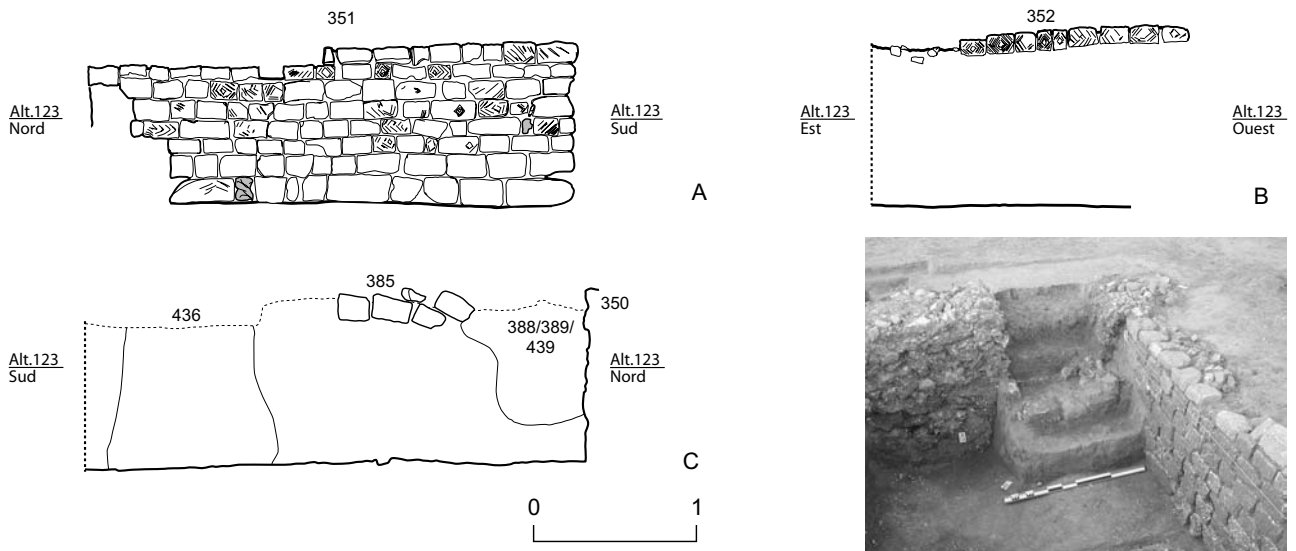 351
Alt.123
Nord
Alt.123
Sud
A
352
Alt.123
Est
Alt.123
Ouest
B
385
436
350
388/389/
439
Alt.123
Sud
Alt.123
Nord
C
0
1